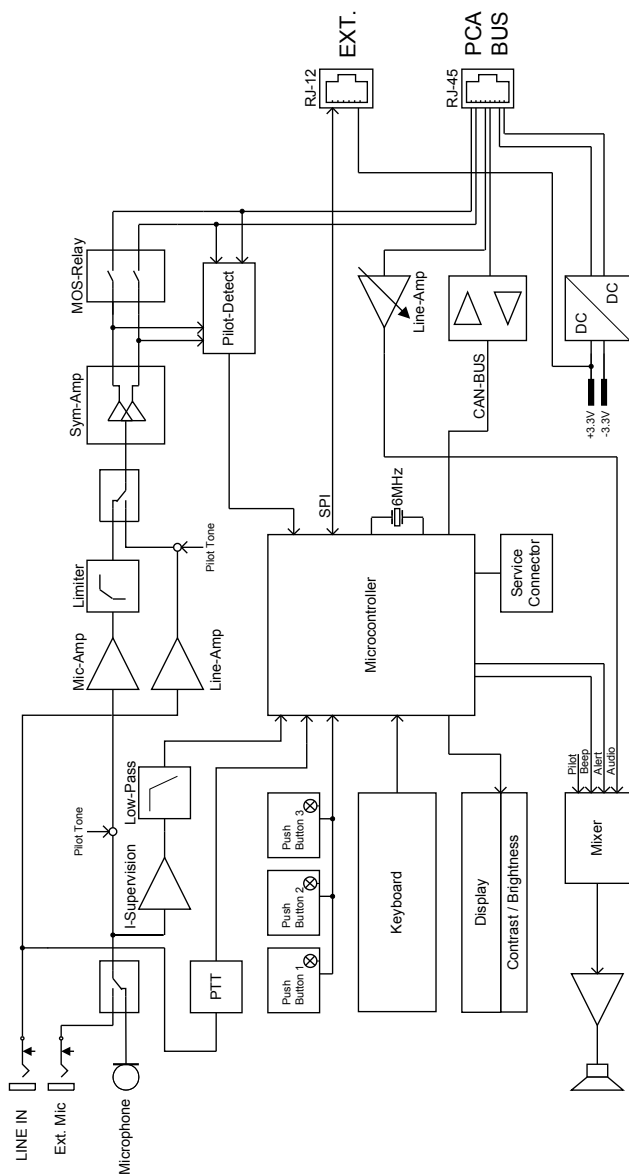 LINE IN
Ext. Mic
Microphone
Pilot Tone
I-Supervision
Low-Pass
Mic-Amp
Limiter
Line-Amp
Pilot Tone
Sym-Amp
MOS-Relay
Pilot-Detect
PTT
Push
Button 1
Push
Button 2
Push
Button 3
Microcontroller
SPI
6MHz
RJ-12
EXT.
Keyboard
Display
Contrast / Brightness
Service
Connector
CAN-BUS
Line-Amp
RJ-45
PCA
BUS
DC
DC
+3.3V
-3.3V
Mixer
Pilot
Beep
Alert
Audio